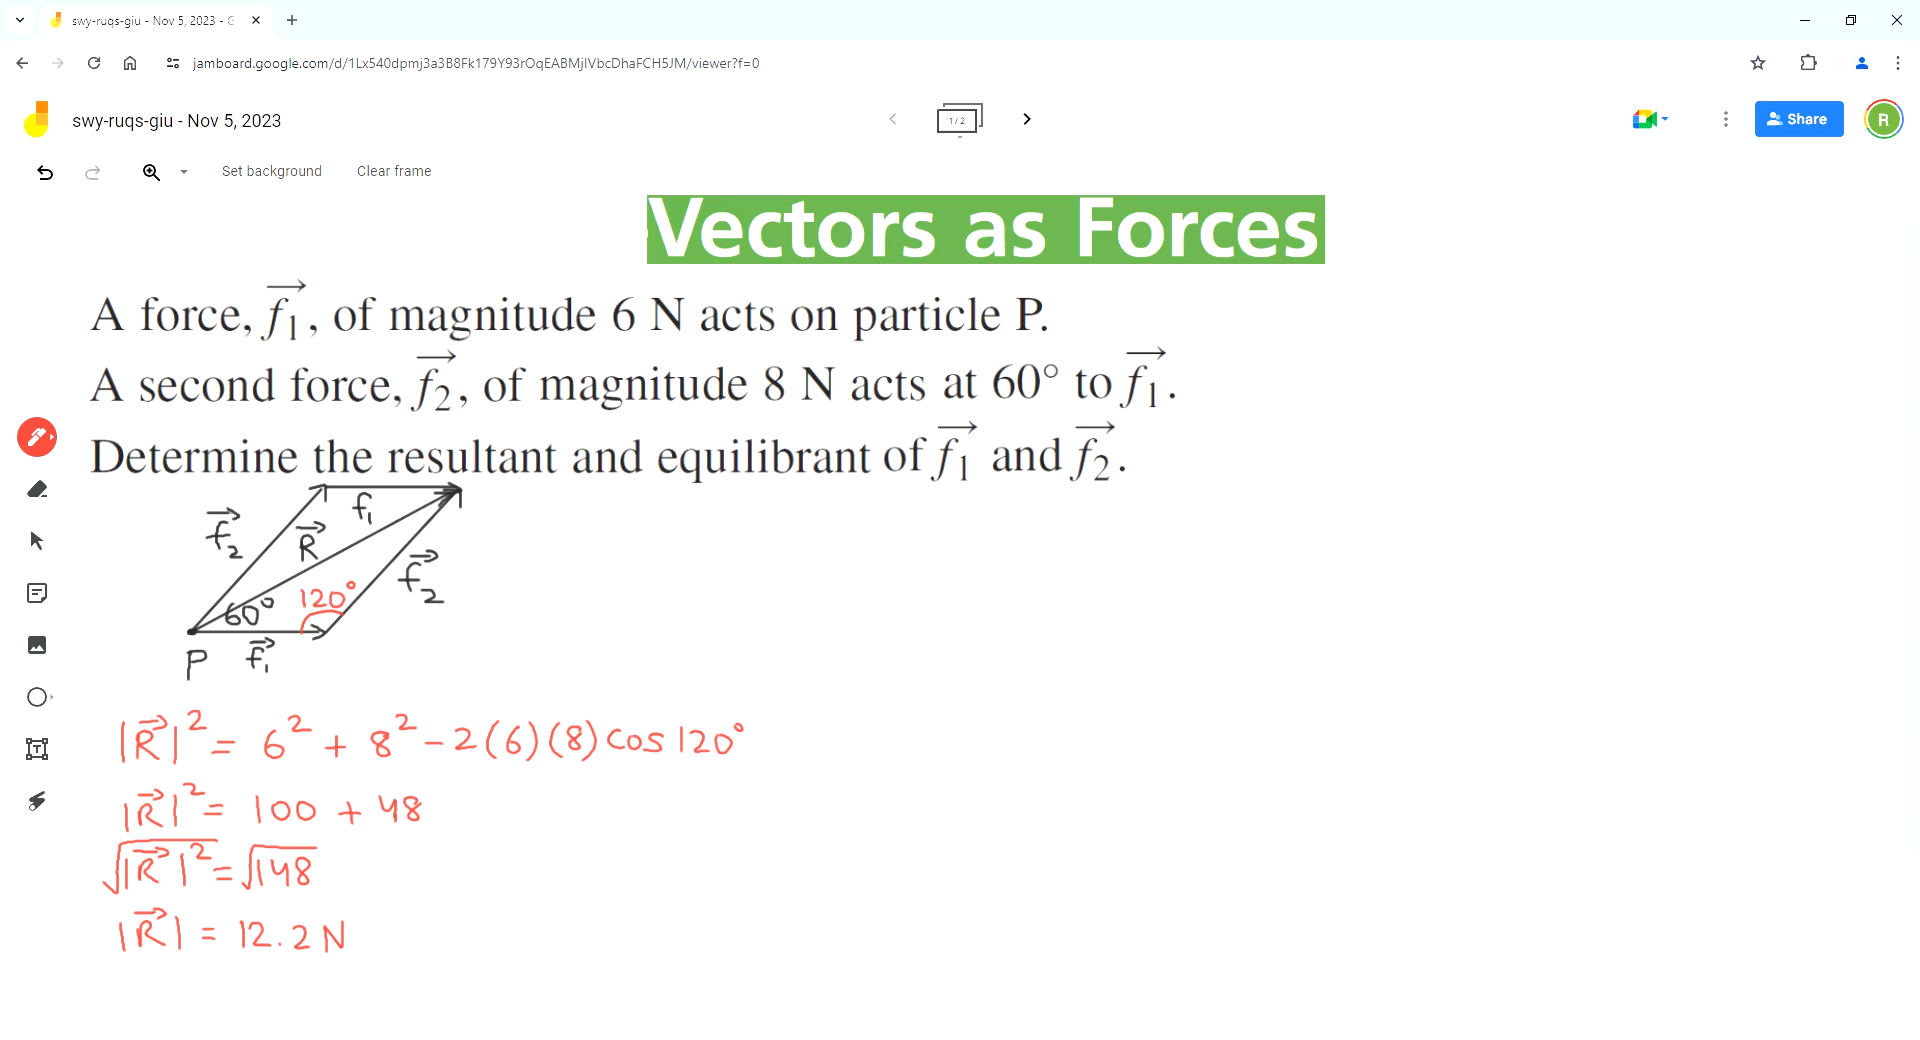 swy-ruqs-giu - Nov 5, 2023 - G
jamboard.google.com/d/1Lx540dpmj3a3B8Fk179Y93rOqEABMjIVbcDhaFCH5JM/viewer?f=0
swy-ruqs-giu - Nov 5, 2023
1 / 2
Share
R
Set background
Clear frame
Vectors as Forces
A force, f₁→, of magnitude 6 N acts on particle P.
A second force, f₂→, of magnitude 8 N acts at 60° to f₁→.
Determine the resultant and equilibrant of f₁→ and f₂→.
f₁
f₂→
R→
f₂→
60°
120°
P
f₁→
|R→|² = 6² + 8² - 2(6)(8) cos 120°
|R→|² = 100 + 48
√|R→|² = √148
|R→| = 12.2 N